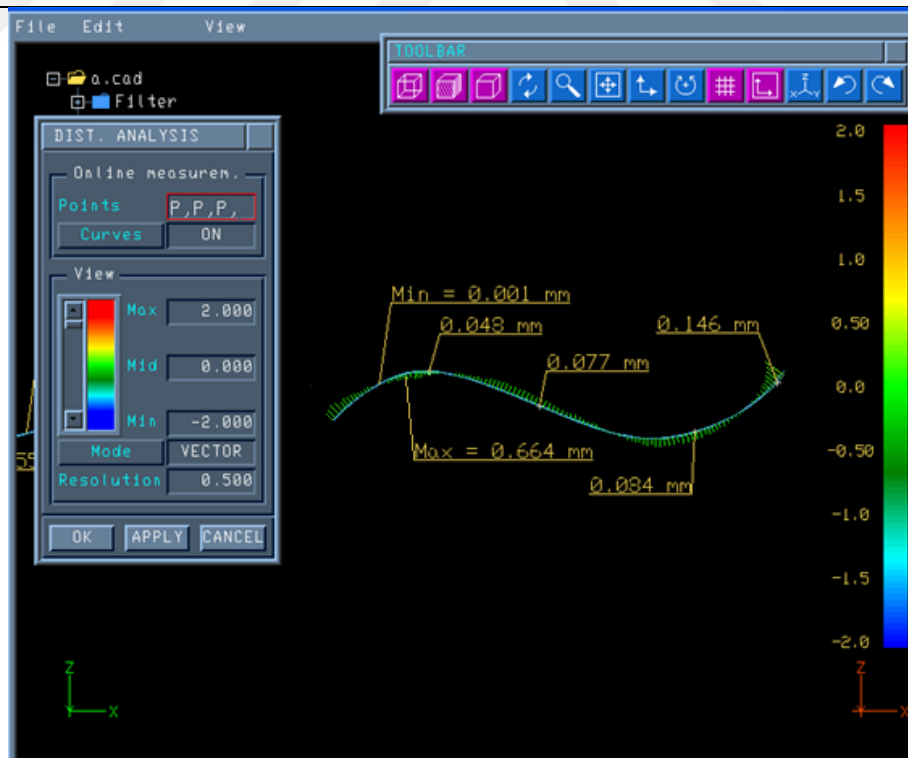 File Edit View
TOOLBAR
a.cad
Filter
DIST. ANALYSIS
Online measurem.
Points P,P,P,
Curves ON
View
Max 2.000
Mid 0.000
Min -2.000
Mode VECTOR
Resolution 0.500
OK APPLY CANCEL
Min = 0.001 mm
0.048 mm
0.146 mm
0.077 mm
Max = 0.664 mm
0.084 mm
55
2.0
1.5
1.0
0.50
0.0
-0.50
-1.0
-1.5
-2.0
Z
X
Z
X